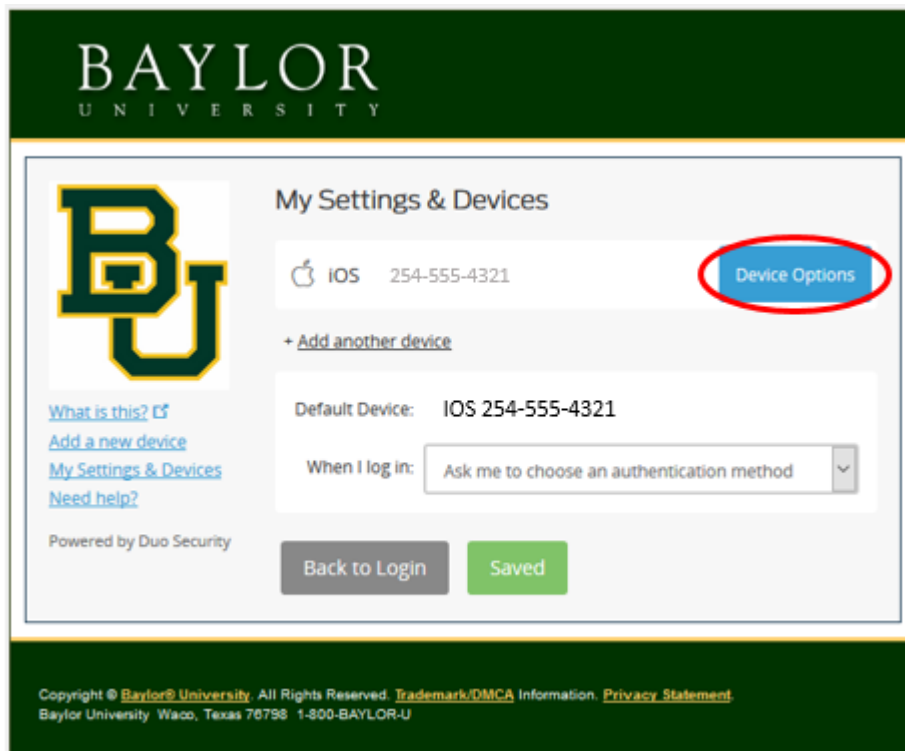 BAYLOR
UNIVERSITY
BU
My Settings & Devices
iOS 254-555-4321 Device Options
+ Add another device
Default Device: IOS 254-555-4321
When I log in: Ask me to choose an authentication method
What is this?
Add a new device
My Settings & Devices
Need help?
Powered by Duo Security
Back to Login Saved
Copyright © Baylor® University. All Rights Reserved. Trademark/DMCA Information. Privacy Statement.
Baylor University Waco, Texas 76798 1-800-BAYLOR-U